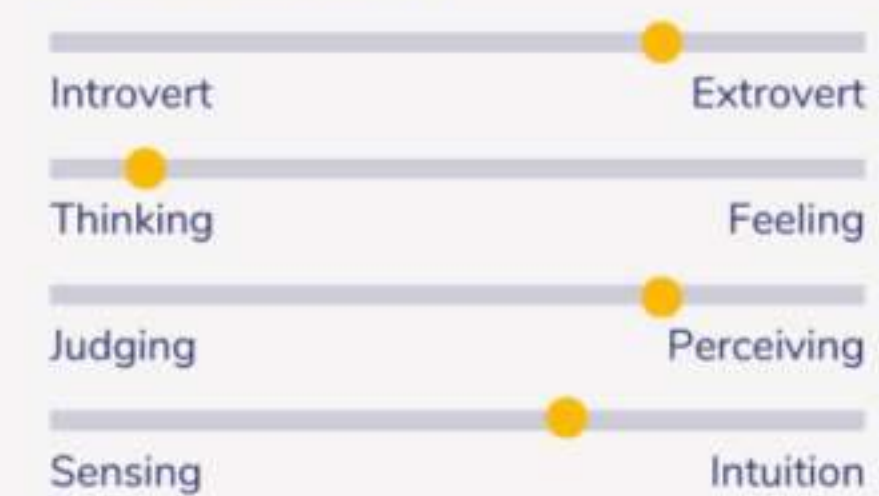 Introvert Extrovert
Thinking Feeling
Judging Perceiving
Sensing Intuition